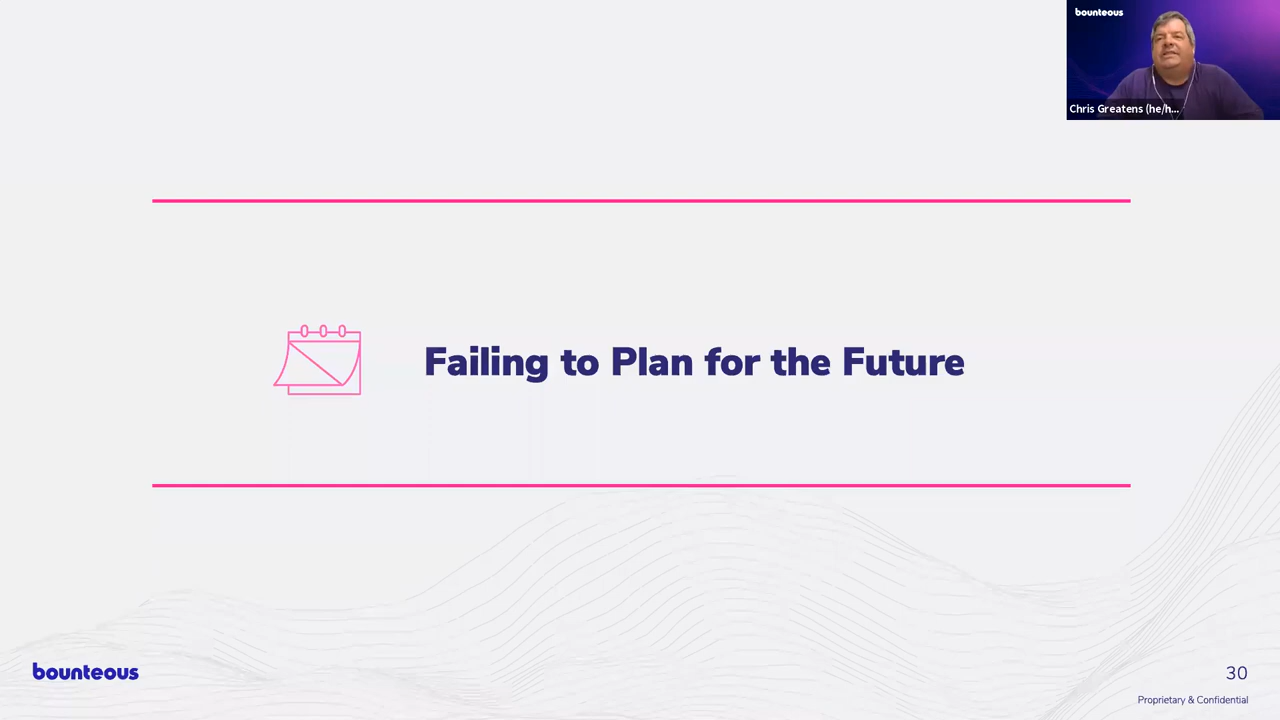 bounteous
Chris Greatens (he/h...
Failing to Plan for the Future
bounteous
30
Proprietary & Confidential